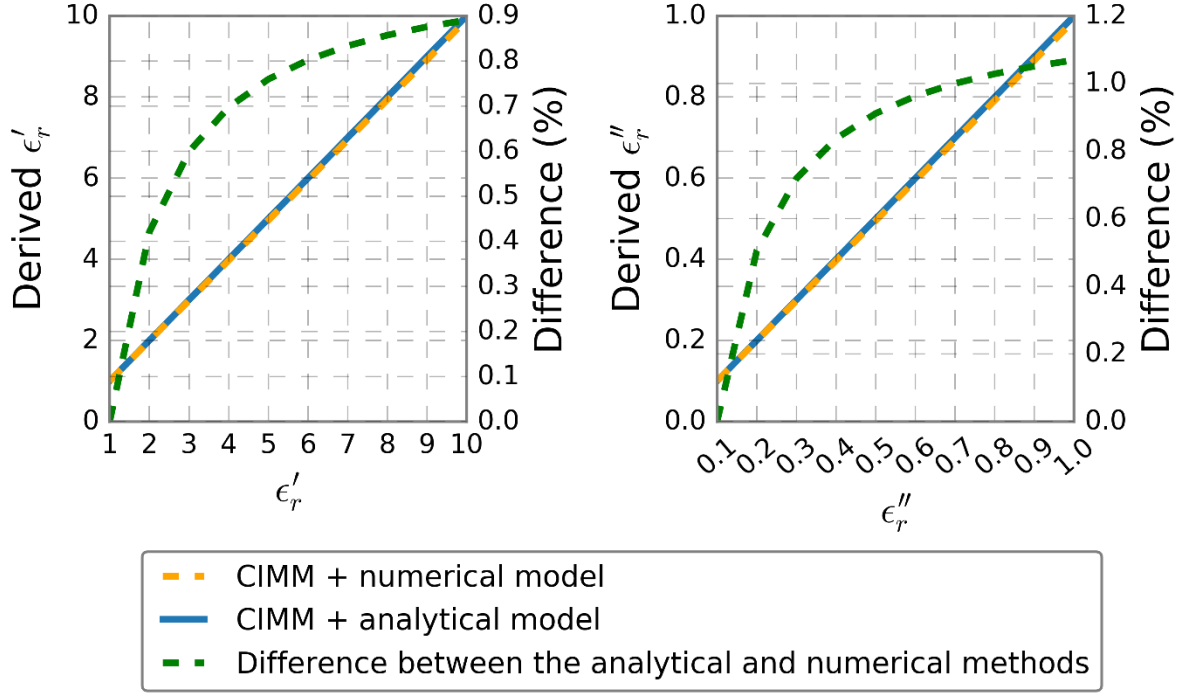 10
8
6
4
2
0
Derived ϵ′r
1 2 3 4 5 6 7 8 9 10
ϵ′r
0.9
0.8
0.7
0.6
0.5
0.4
0.3
0.2
0.1
0.0
Difference (%)
1.0
0.8
0.6
0.4
0.2
0.0
Derived ϵ″r
0.1 0.2 0.3 0.4 0.5 0.6 0.7 0.8 0.9 1.0
ϵ″r
1.2
1.0
0.8
0.6
0.4
0.2
0.0
Difference (%)
CIMM + numerical model
CIMM + analytical model
Difference between the analytical and numerical methods